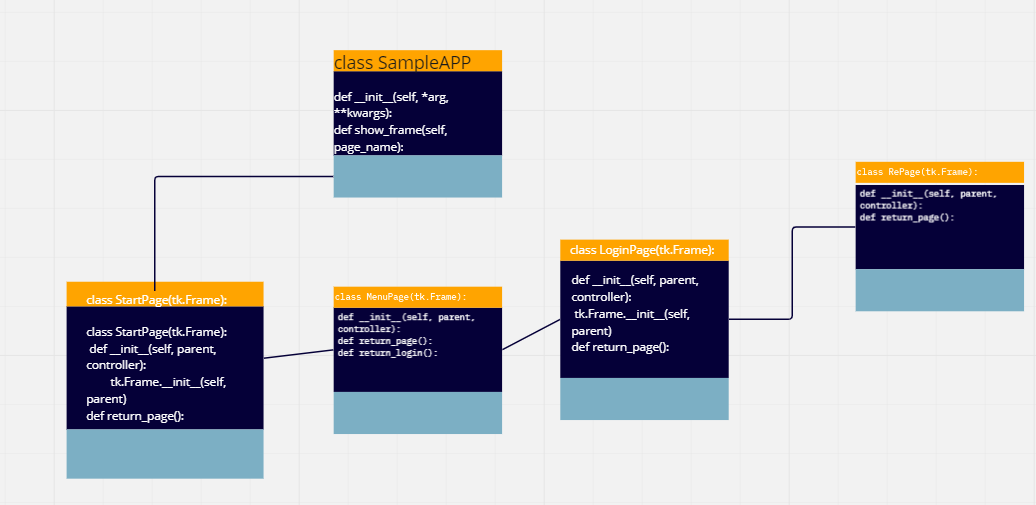 class SampleAPP
def __init__(self, *arg,
**kwargs):
def show_frame(self,
page_name):
class StartPage(tk.Frame):
class StartPage(tk.Frame):
def __init__(self, parent,
controller):
tk.Frame.__init__(self,
parent)
def return_page():
class MenuPage(tk.Frame):
def __init__(self, parent,
controller):
def return_page():
def return_login():
class LoginPage(tk.Frame):
def __init__(self, parent,
controller):
tk.Frame.__init__(self,
parent)
def return_page():
class RePage(tk.Frame):
def __init__(self, parent,
controller):
def return_page():